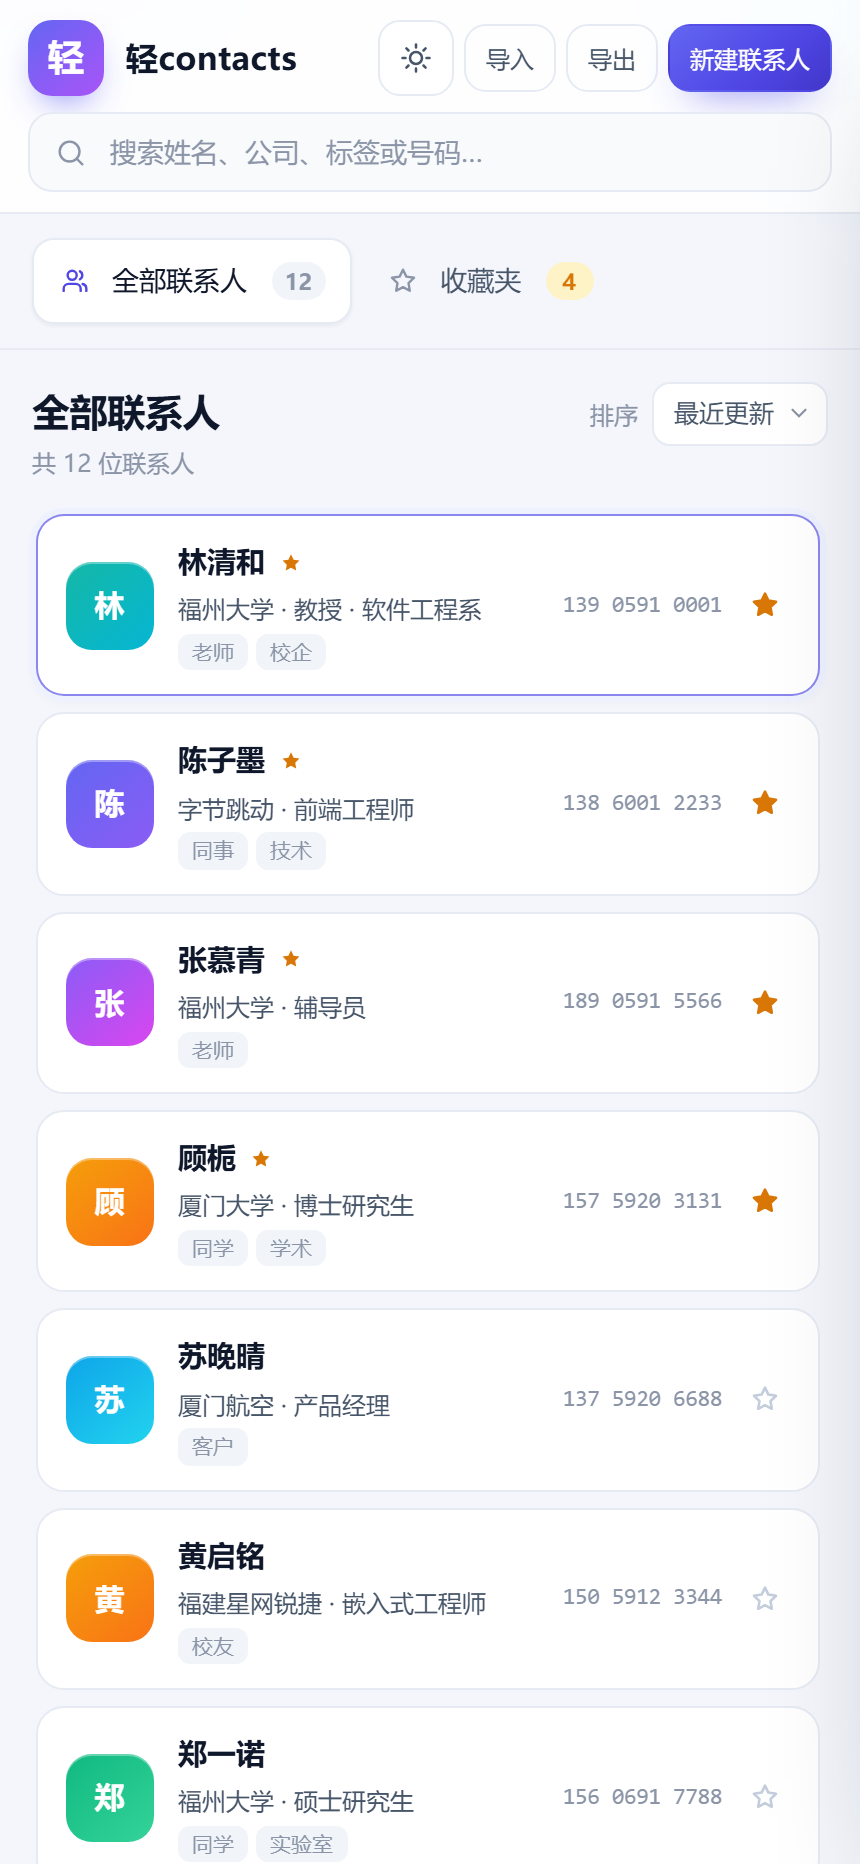 轻 轻contacts 导入 导出 新建联系人
搜索姓名、公司、标签或号码...
全部联系人 12 收藏夹 4
全部联系人
排序 最近更新
共 12 位联系人
林
林清和
福州大学 · 教授 · 软件工程系
139 0591 0001
老师 校企
陈
陈子墨
字节跳动 · 前端工程师
138 6001 2233
同事 技术
张
张慕青
福州大学 · 辅导员
189 0591 5566
老师
顾
顾栀
厦门大学 · 博士研究生
157 5920 3131
同学 学术
苏
苏晚晴
厦门航空 · 产品经理
137 5920 6688
客户
黄
黄启铭
福建星网锐捷 · 嵌入式工程师
150 5912 3344
校友
郑
郑一诺
福州大学 · 硕士研究生
156 0691 7788
同学 实验室